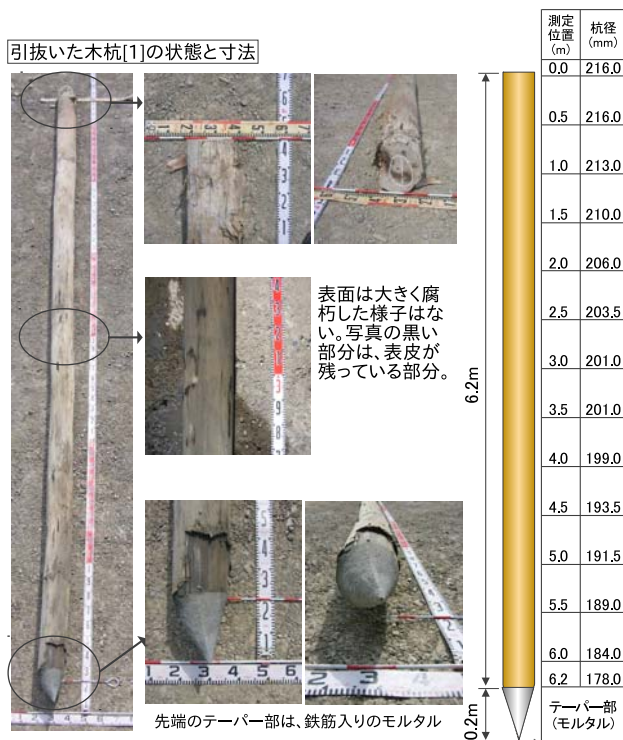 引抜いた木杭[1]の状態と寸法
表面は大きく腐
朽した様子はな
い。写真の黒い
部分は、表皮が
残っている部分。
先端のテーパー部は、鉄筋入りのモルタル
6.2m
0.2m
測定位置(m) 杭径(mm)
0.0 216.0
0.5 216.0
1.0 213.0
1.5 210.0
2.0 206.0
2.5 203.5
3.0 201.0
3.5 201.0
4.0 199.0
4.5 193.5
5.0 191.5
5.5 189.0
6.0 184.0
6.2 178.0
テーパー部
(モルタル)